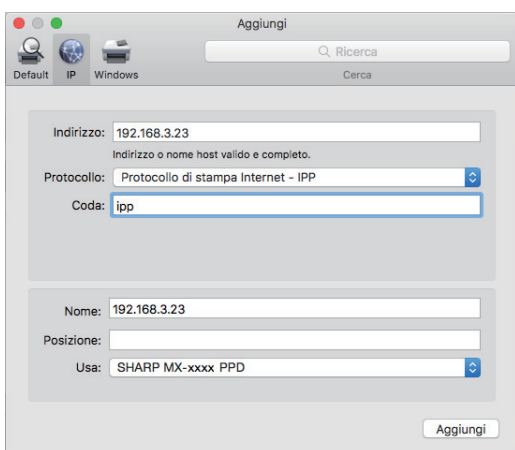 Aggiungi
Default IP Windows
Ricerca
Cerca
Indirizzo: 192.168.3.23
Indirizzo o nome host valido e completo.
Protocollo: Protocollo di stampa Internet - IPP
Coda: ipp
Nome: 192.168.3.23
Posizione:
Usa: SHARP MX-xxxx PPD
Aggiungi